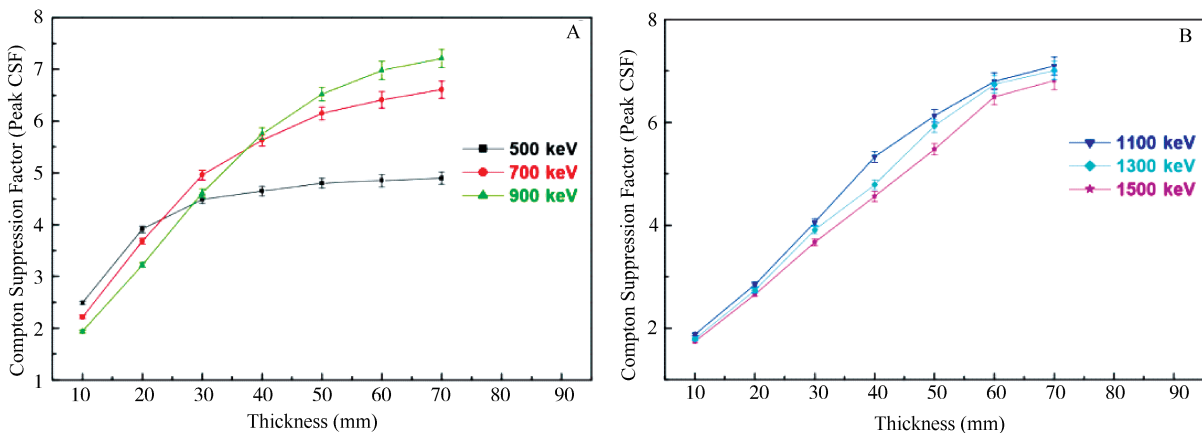 A
Compton Suppression Factor (Peak CSF)
8
7
6
5
4
3
2
1
500 keV
700 keV
900 keV
10 20 30 40 50 60 70 80 90
Thickness (mm)
B
Compton Suppression Factor (Peak CSF)
8
6
4
2
1100 keV
1300 keV
1500 keV
10 20 30 40 50 60 70 80 90
Thickness (mm)